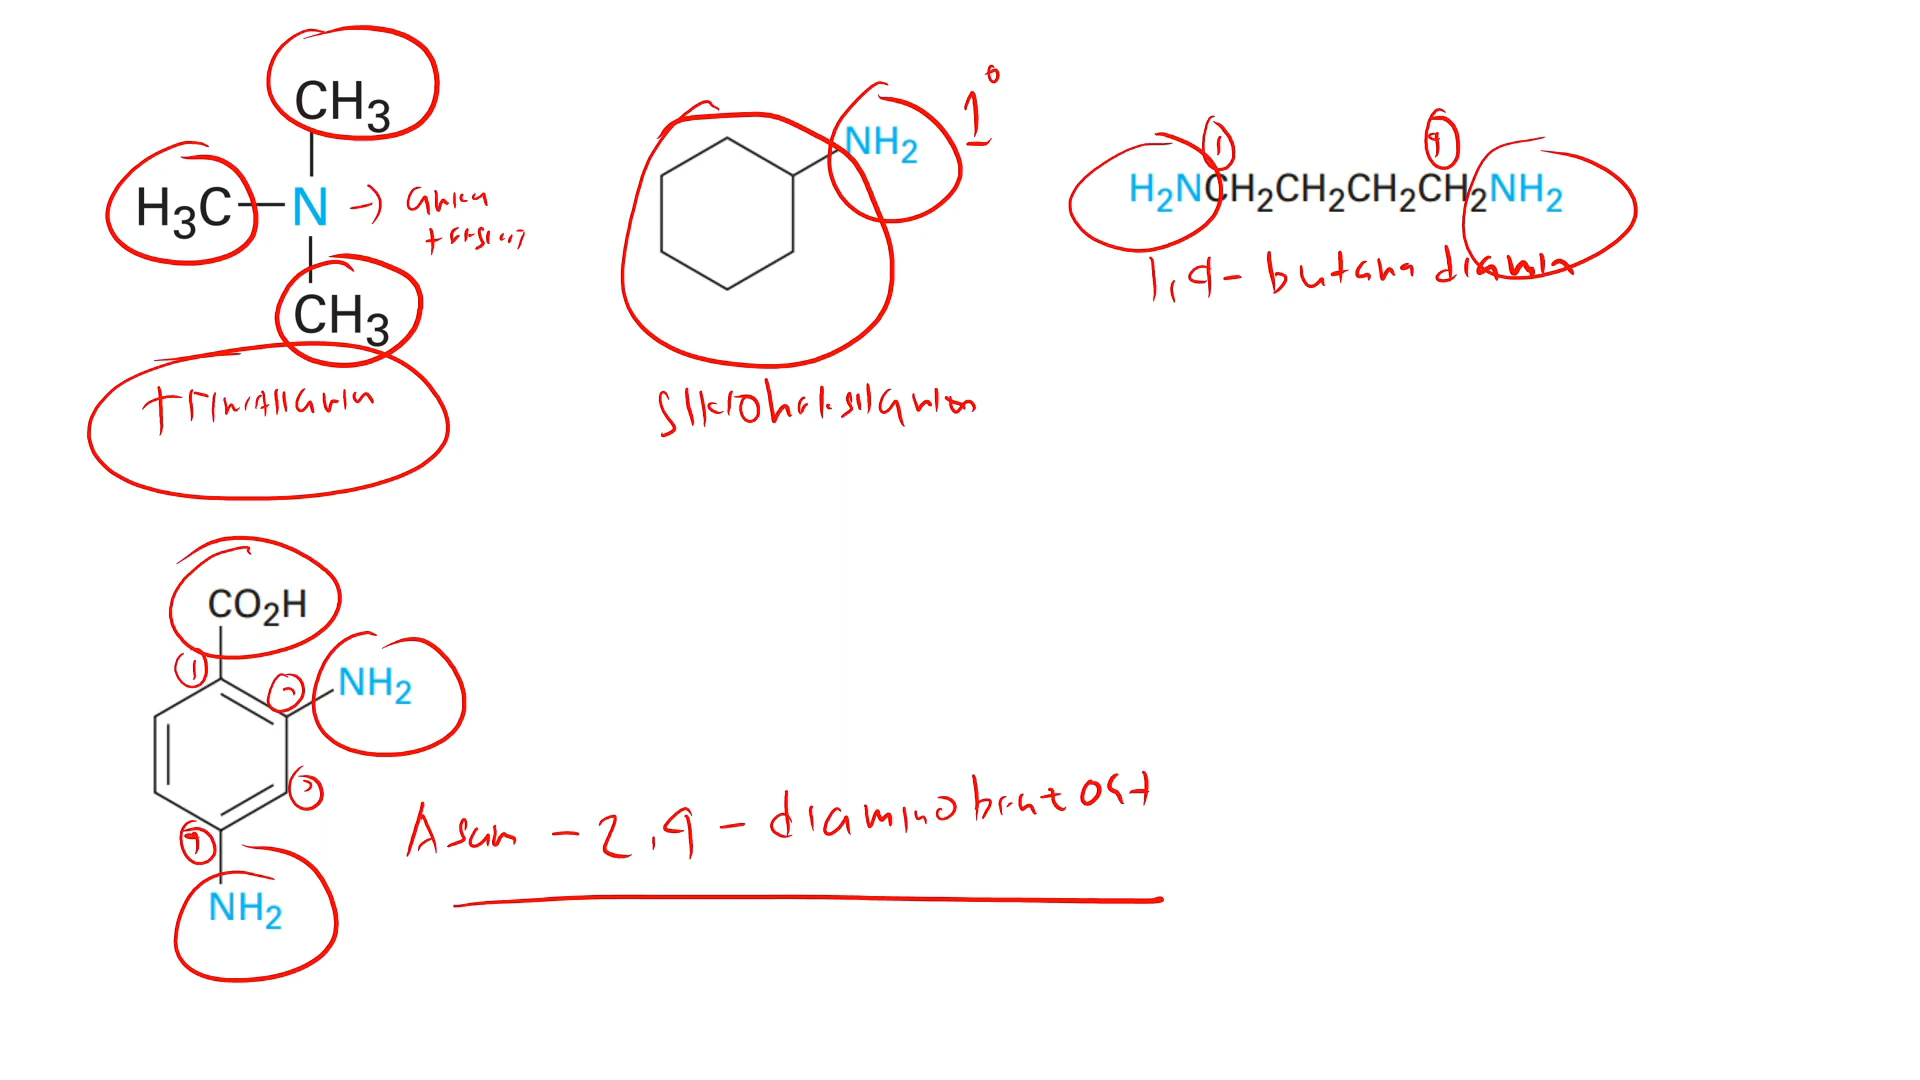 CH3
H3C N → amina
tersier
CH3
trimetilamin
NH2 1°
sikloheksilamin
1 4
H2NCH2CH2CH2CH2NH2
1,4-butana diamin
CO2H
1
2 NH2
3
4
NH2
Asam -2,4-diaminobenzoat